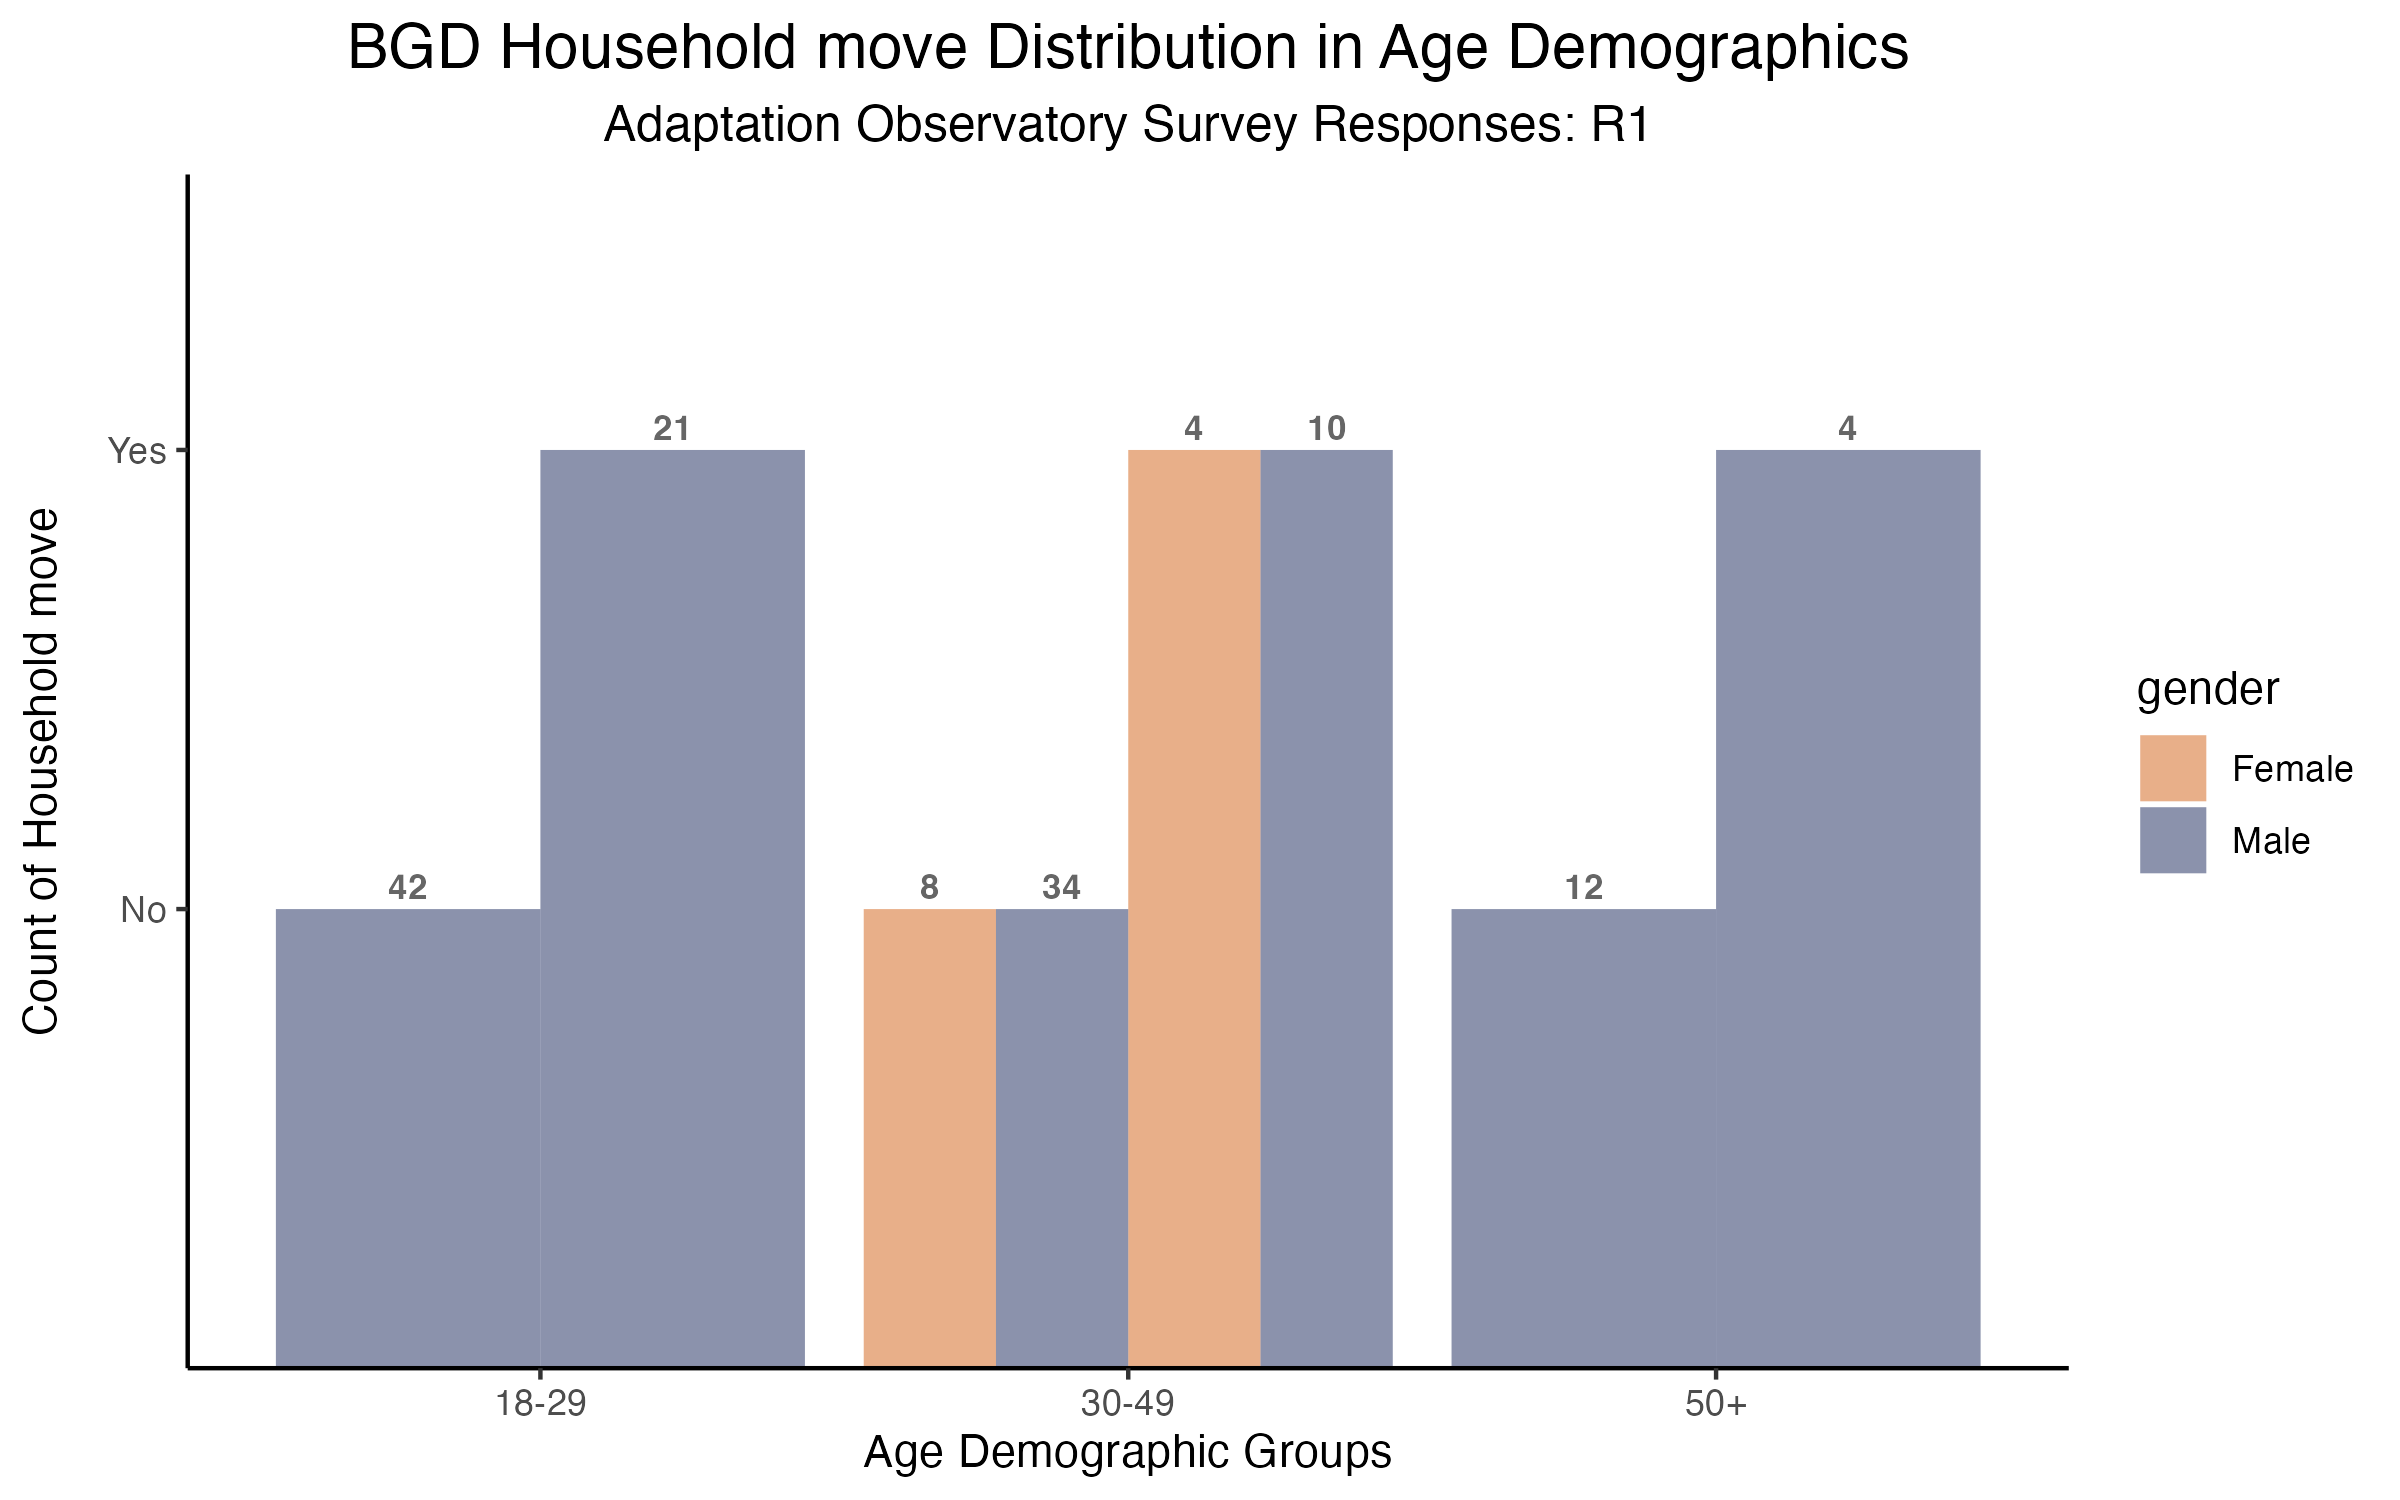 BGD Household move Distribution in Age Demographics
Adaptation Observatory Survey Responses: R1
Count of Household move
Yes
No
21
4
10
4
42
8
34
12
18-29
30-49
50+
Age Demographic Groups
gender
Female
Male